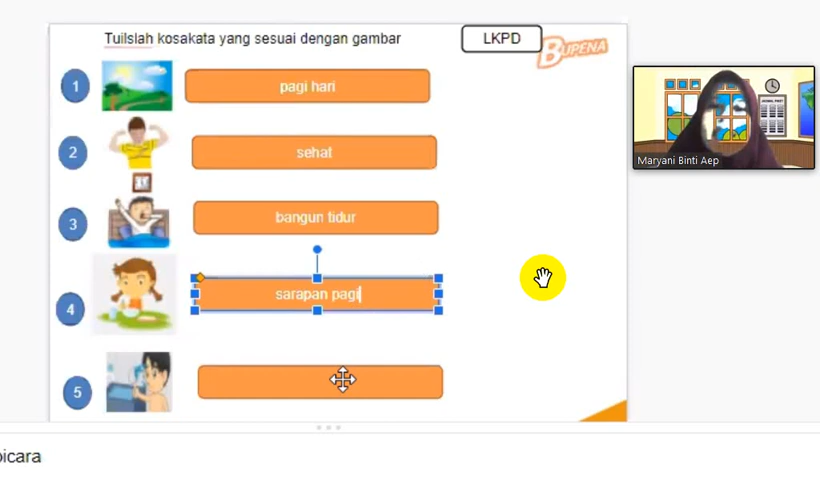 Tuilslah kosakata yang sesuai dengan gambar
LKPD
BUPENA
1
pagi hari
2
sehat
3
bangun tidur
4
sarapan pagi
5
Maryani Binti Aep
bicara